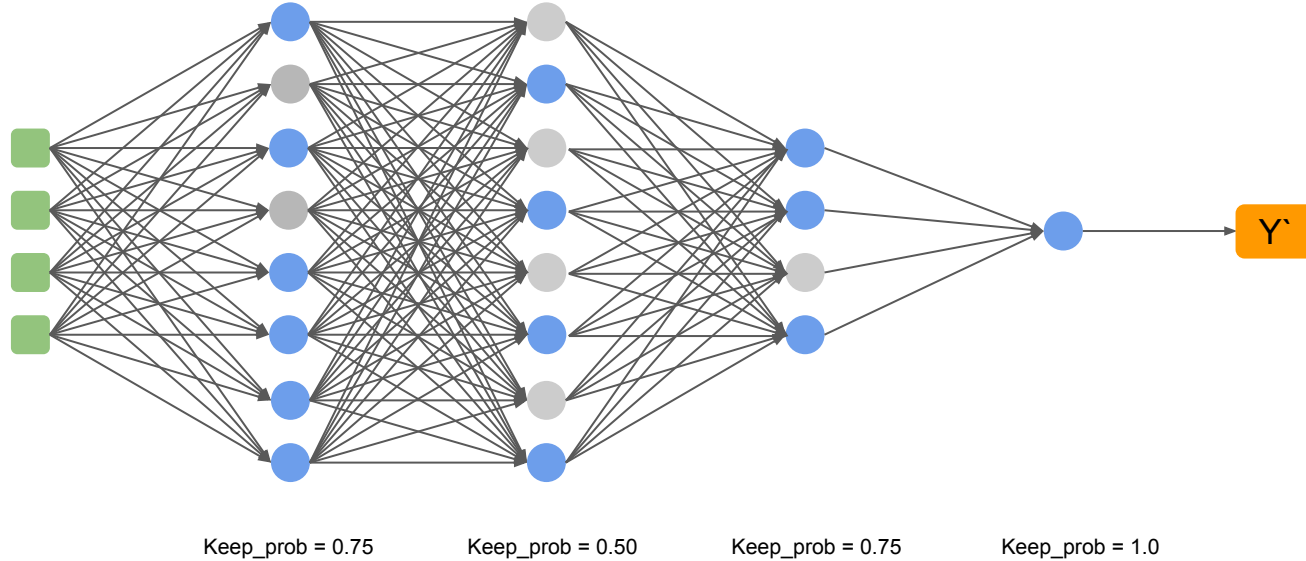 Y`
Keep_prob = 0.75
Keep_prob = 0.50
Keep_prob = 0.75
Keep_prob = 1.0